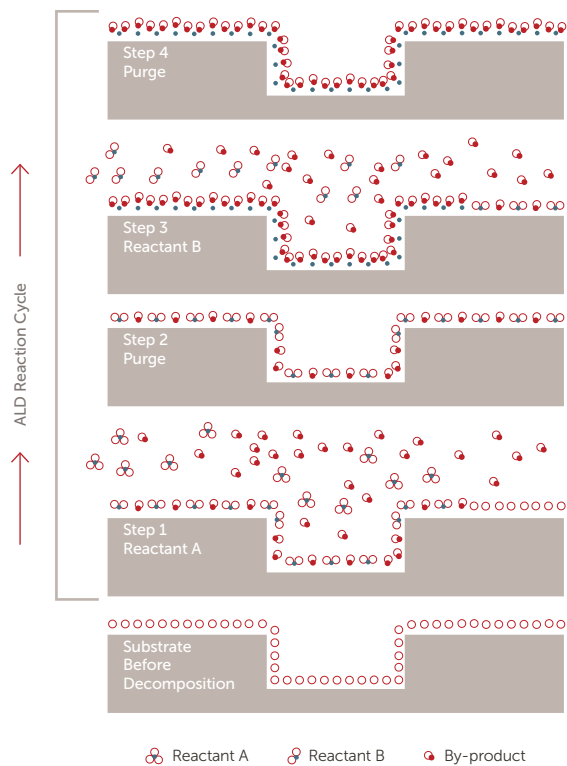 Step 4
Purge
Step 3
Reactant B
Step 2
Purge
ALD Reaction Cycle
Step 1
Reactant A
Substrate
Before
Decomposition
Reactant A
Reactant B
By-product